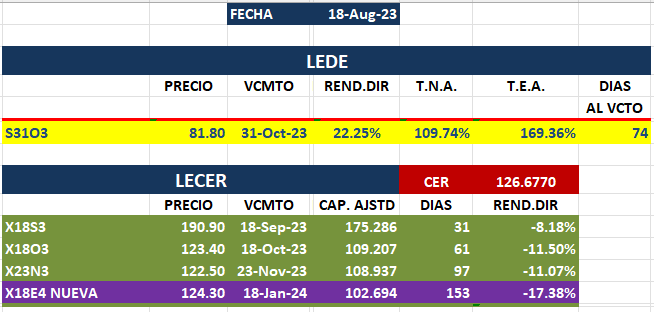 FECHA 18-Aug-23
LEDE
PRECIO VCMTO REND.DIR T.N.A. T.E.A. DIAS
AL VCTO
S31O3 81.80 31-Oct-23 22.25% 109.74% 169.36% 74
LECER CER 126.6770
PRECIO VCMTO CAP. AJSTD DIAS REND.DIR
X18S3 190.90 18-Sep-23 175.286 31 -8.18%
X18O3 123.40 18-Oct-23 109.207 61 -11.50%
X23N3 122.50 23-Nov-23 108.937 97 -11.07%
X18E4 NUEVA 124.30 18-Jan-24 102.694 153 -17.38%